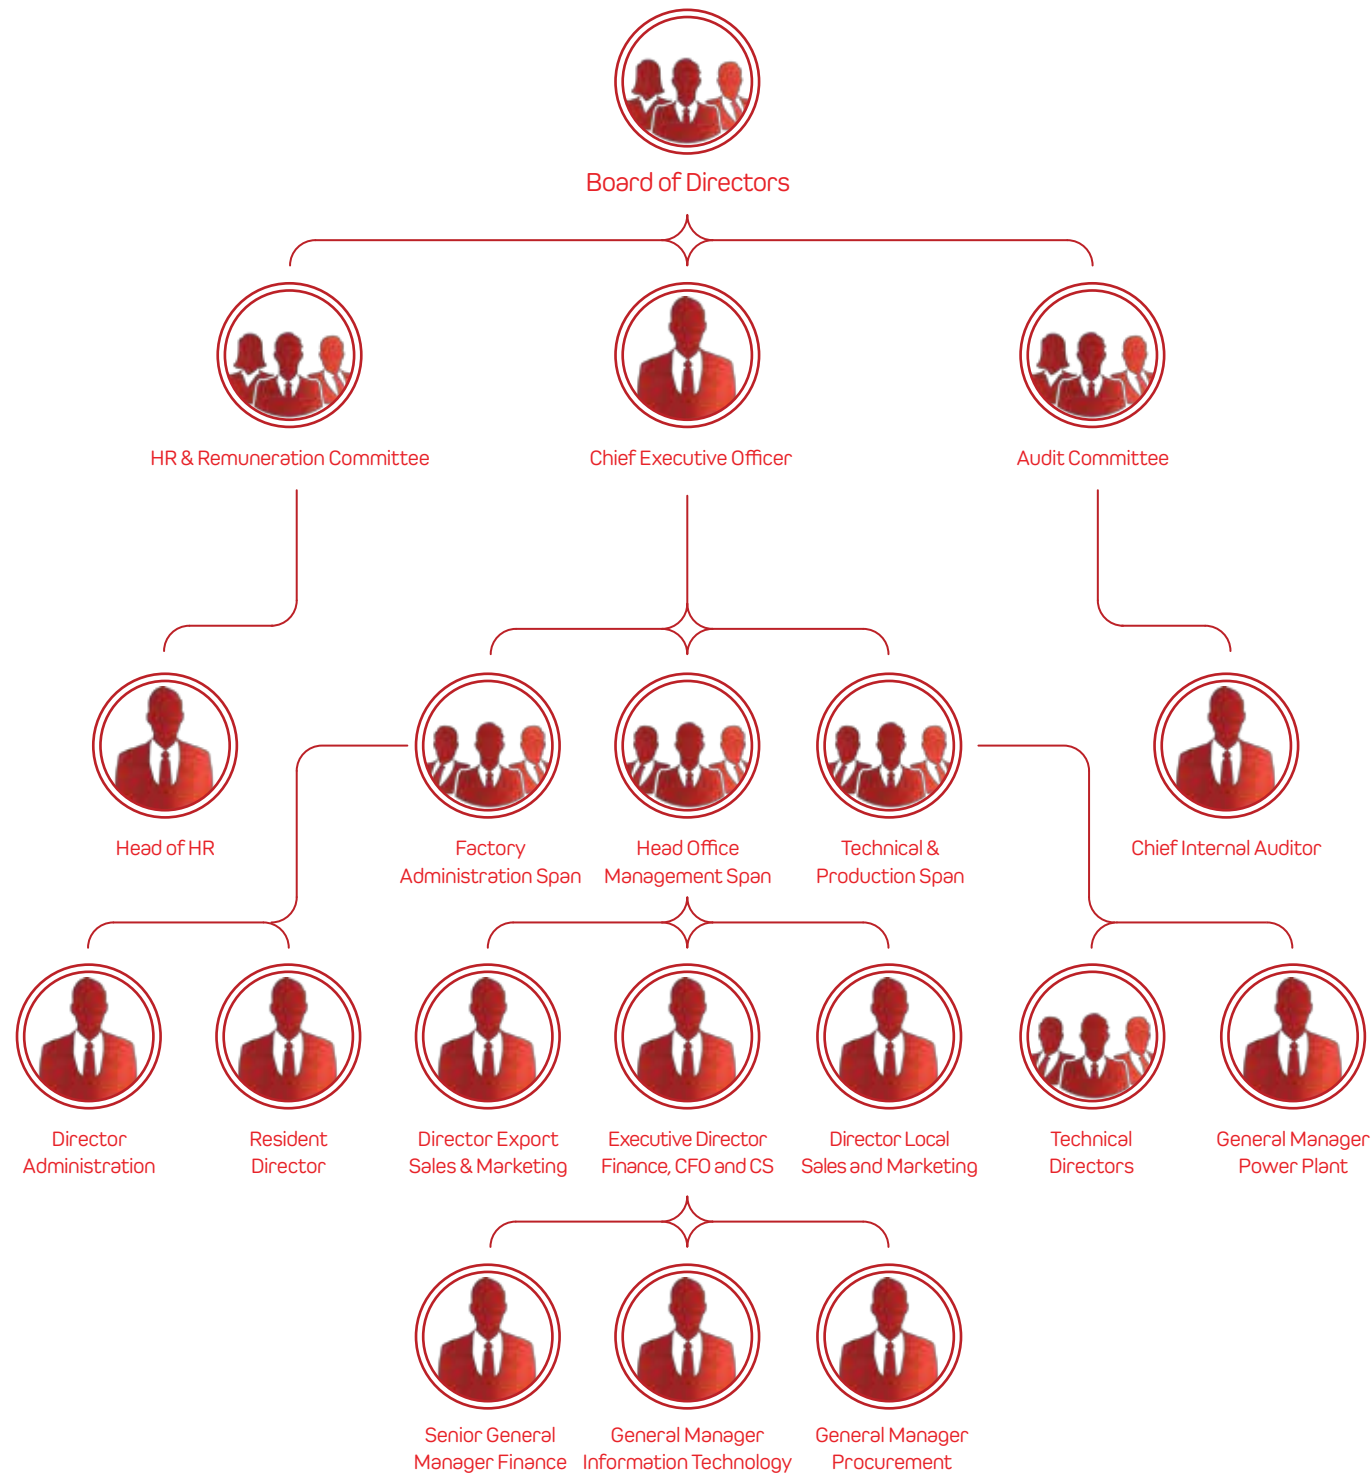 Board of Directors
HR & Remuneration Committee
Chief Executive Officer
Audit Committee
Head of HR
Factory
Administration Span
Head Office
Management Span
Technical &
Production Span
Chief Internal Auditor
Director
Administration
Resident
Director
Director Export
Sales & Marketing
Executive Director
Finance, CFO and CS
Director Local
Sales and Marketing
Technical
Directors
General Manager
Power Plant
Senior General
Manager Finance
General Manager
Information Technology
General Manager
Procurement